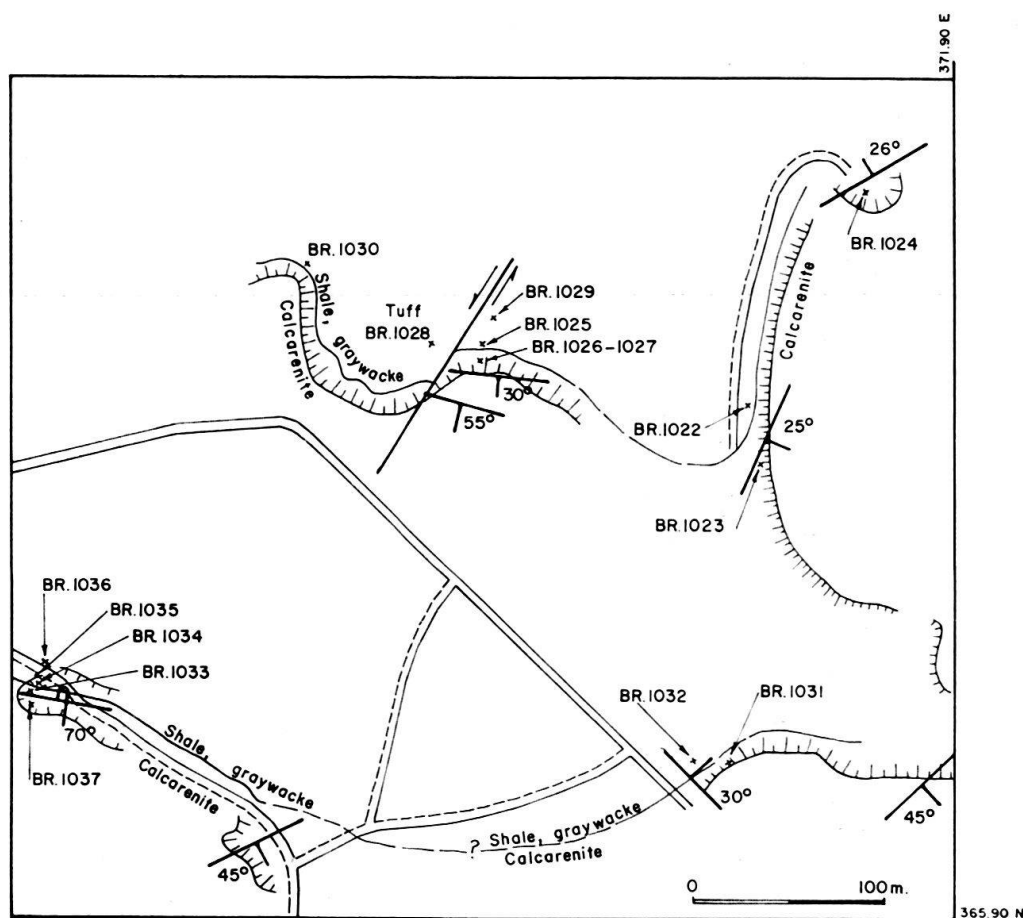 371.90 E
26°
BR.1024
BR.1030
Shale, graywacke
Calcarenite
Calcarenite
BR.1029
Tuff
BR.1028
BR.1025
BR.1026-1027
30°
55°
BR.1022
25°
BR.1023
BR.1036
BR.1035
BR.1034
BR.1033
70°
BR.1037
Shale, graywacke
Calcarenite
45°
BR.1032
BR.1031
30°
45°
? Shale, graywacke
Calcarenite
0 100 m.
365.90 N